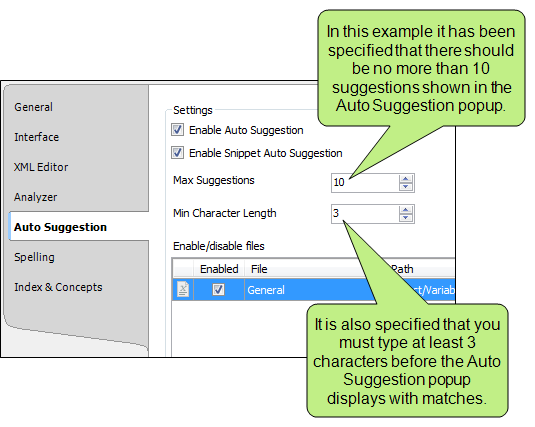 In this example it has been
specified that there should
be no more than 10
suggestions shown in the
Auto Suggestion popup.
General
Interface
XML Editor
Analyzer
Auto Suggestion
Spelling
Index & Concepts
Settings
Enable Auto Suggestion
Enable Snippet Auto Suggestion
Max Suggestions 10
Min Character Length 3
Enable/disable files
Enabled File Path
General ct/Variab
It is also specified that you
must type at least 3
characters before the Auto
Suggestion popup
displays with matches.